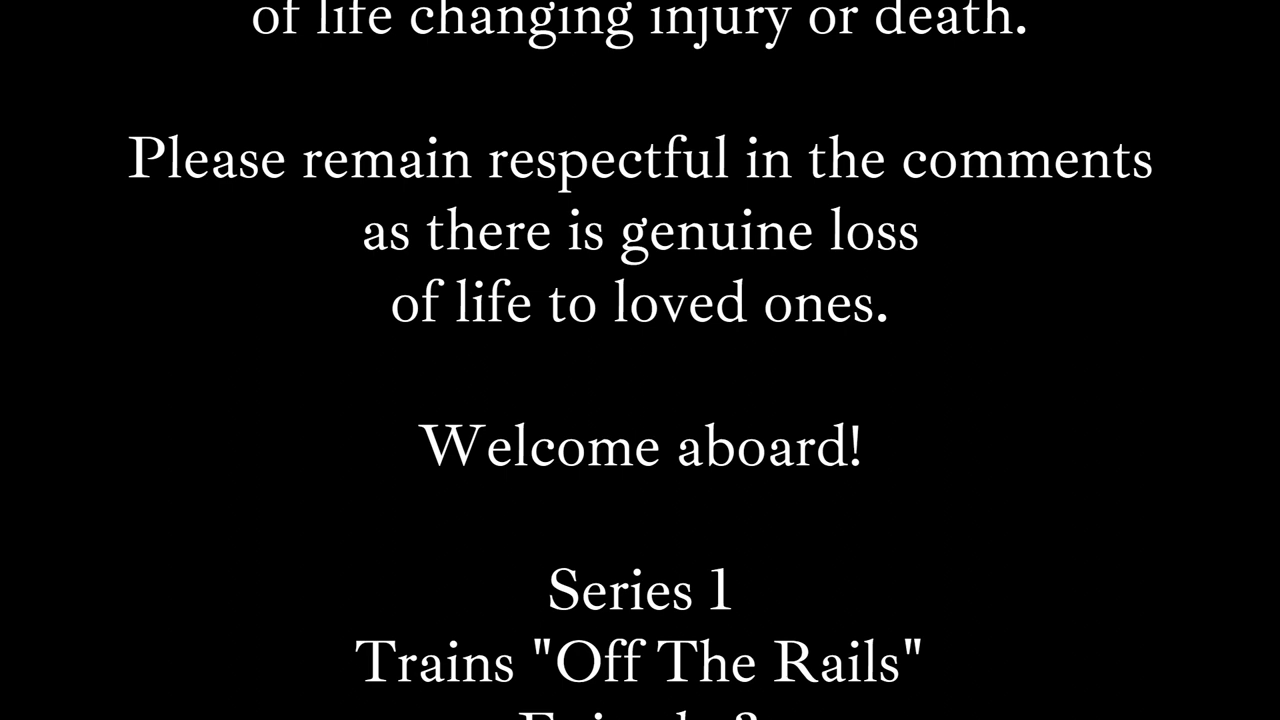 of life changing injury or death.
Please remain respectful in the comments
as there is genuine loss
of life to loved ones.
Welcome aboard!
Series 1
Trains "Off The Rails"